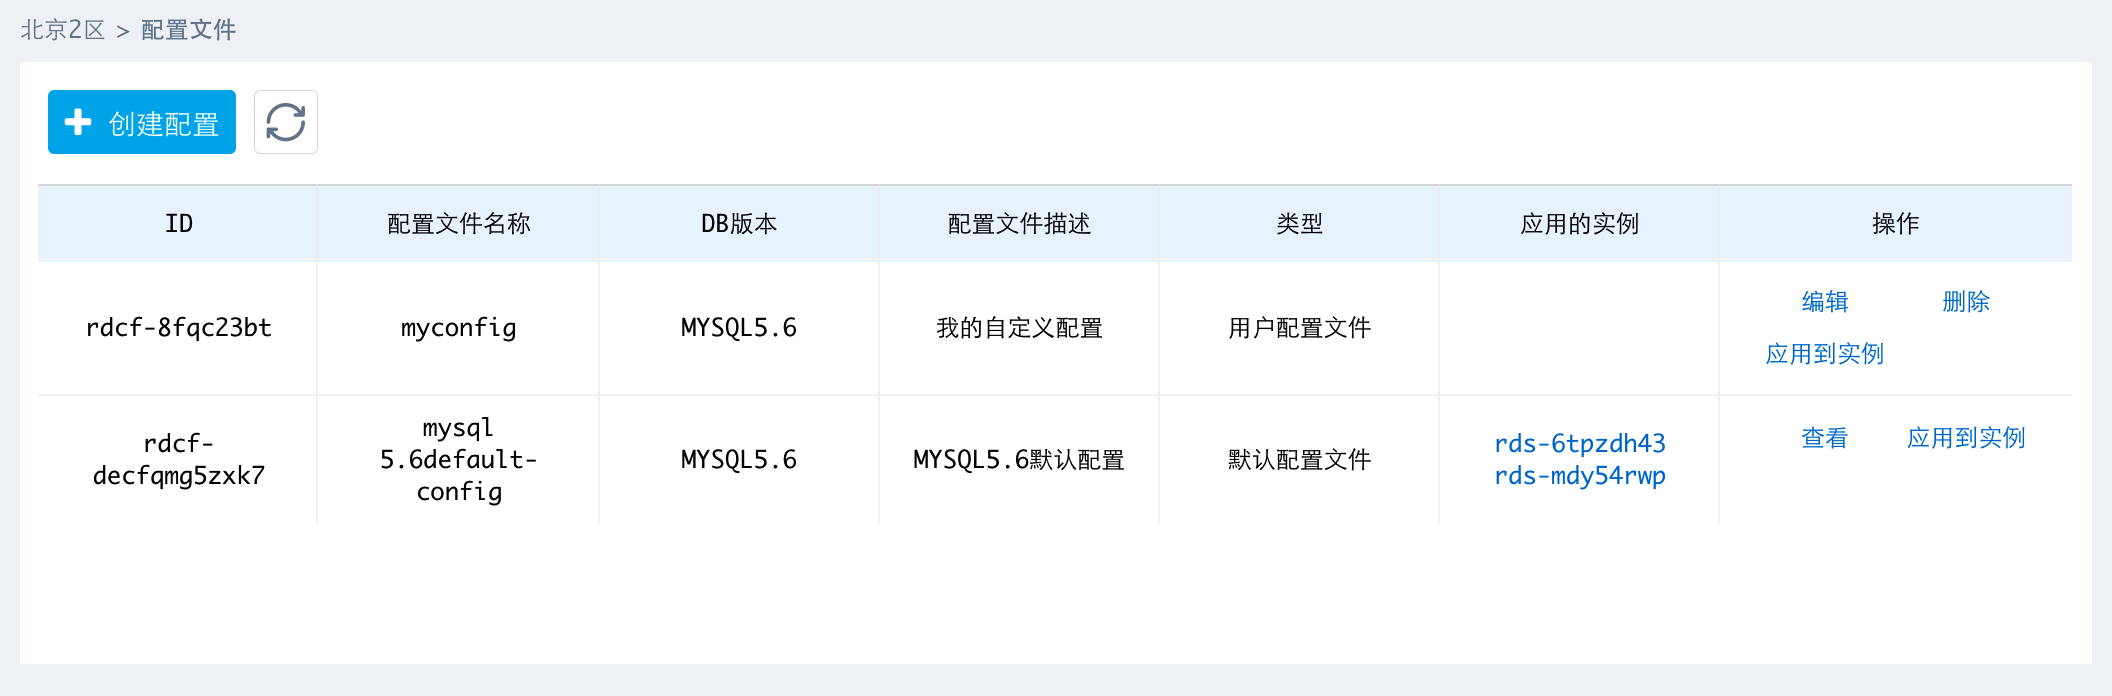 北京2区 > 配置文件
创建配置
ID 配置文件名称 DB版本 配置文件描述 类型 应用的实例 操作
rdcf-8fqc23bt myconfig MYSQL5.6 我的自定义配置 用户配置文件 编辑 删除
应用到实例
rdcf-
decfqmg5zxk7
mysql
5.6default-
config
MYSQL5.6
MYSQL5.6默认配置
默认配置文件
rds-6tpzdh43
rds-mdy54rwp
查看 应用到实例